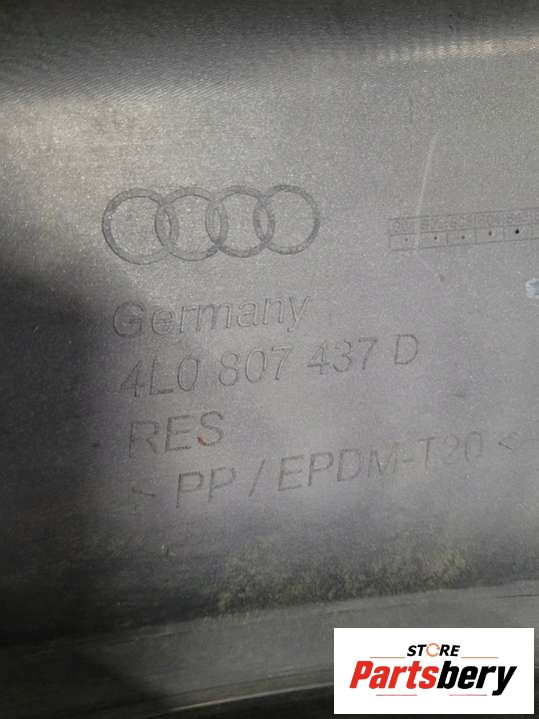 Germany
4L0 807 437 D
RES
> PP / EPDM-T20 <
STORE
Partsbery